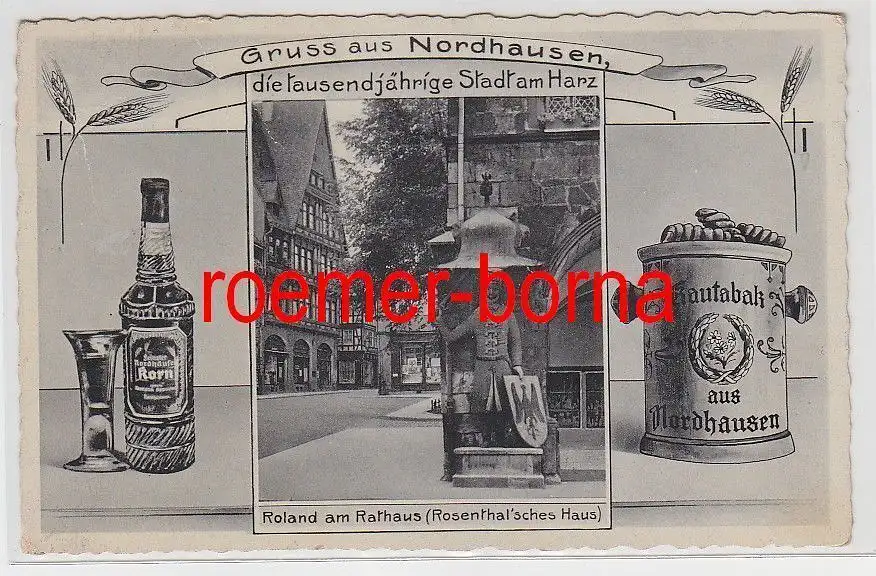 Gruss aus Nordhausen,
die tausendjährige Stadt am Harz
roemer-borna
Nordhäuser
Korn
Kautabak
aus
Nordhausen
Roland am Rathaus (Rosenthal'sches Haus)